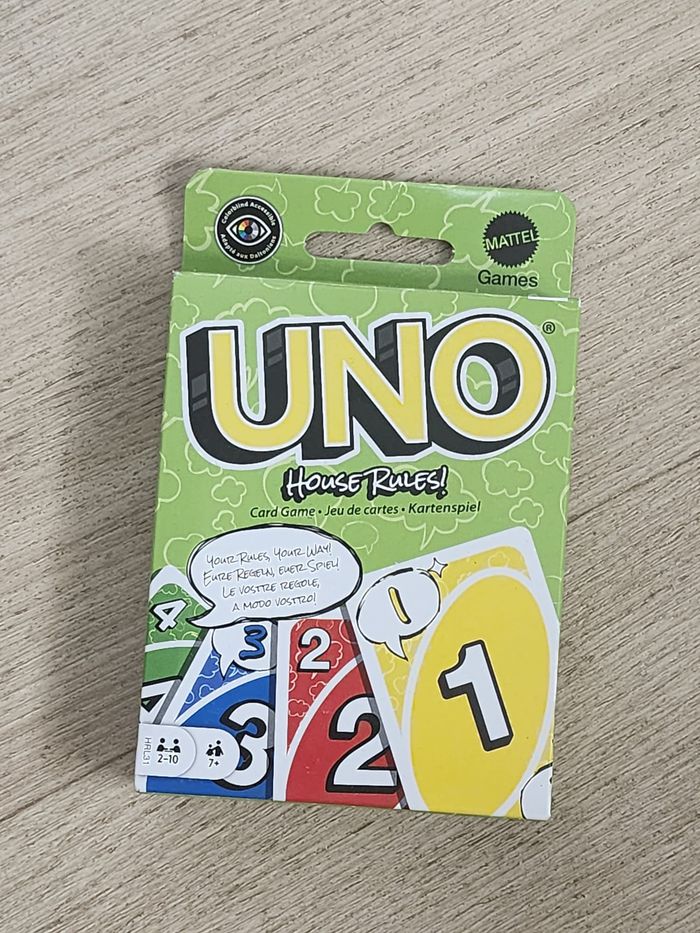 Colorblind Accessible
Adapté aux Daltoniens
MATTEL
Games
UNO®
HOUSE RULES!
Card Game • Jeu de cartes • Kartenspiel
YOUR RULES, YOUR WAY!
EURE REGELN, EUER SPIEL!
LE VOSTRE REGOLE,
A MODO VOSTRO!
4
3
2
1
4
3
2
1
HRL31
2-10
7+